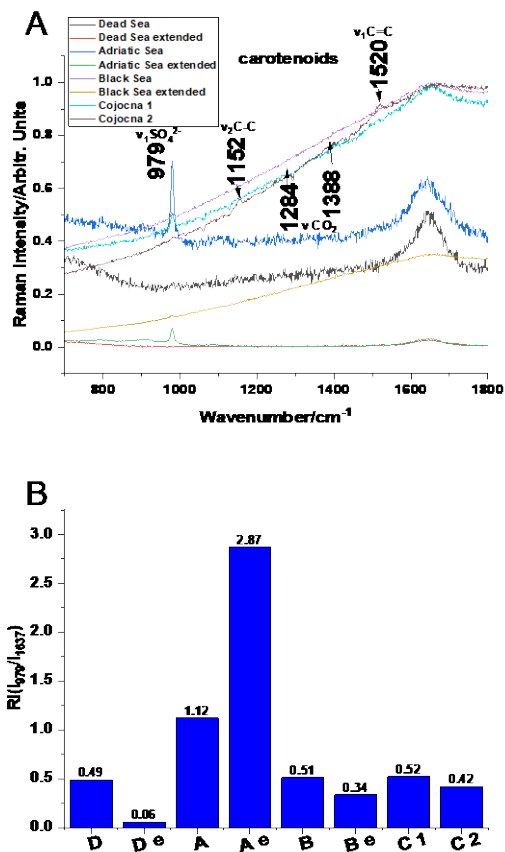 A
Dead Sea
Dead Sea extended
Adriatic Sea
Adriatic Sea extended
Black Sea
Black Sea extended
Cojocna 1
Cojocna 2
carotenoids
ν₁C=C
1520
ν₁SO₄²⁻
979
ν₂C-C
1152
1284
νCO₂
1388
Raman Intensity/Arbitr. Units
1.0
0.8
0.6
0.4
0.2
0.0
800 1000 1200 1400 1600 1800
Wavenumber/cm⁻¹
B
RI(I₉₇₉/I₁₆₃₇)
3.0
2.5
2.0
1.5
1.0
0.5
0.0
0.49 0.06 1.12 2.87 0.51 0.34 0.52 0.42
D De A Ae B Be C1 C2